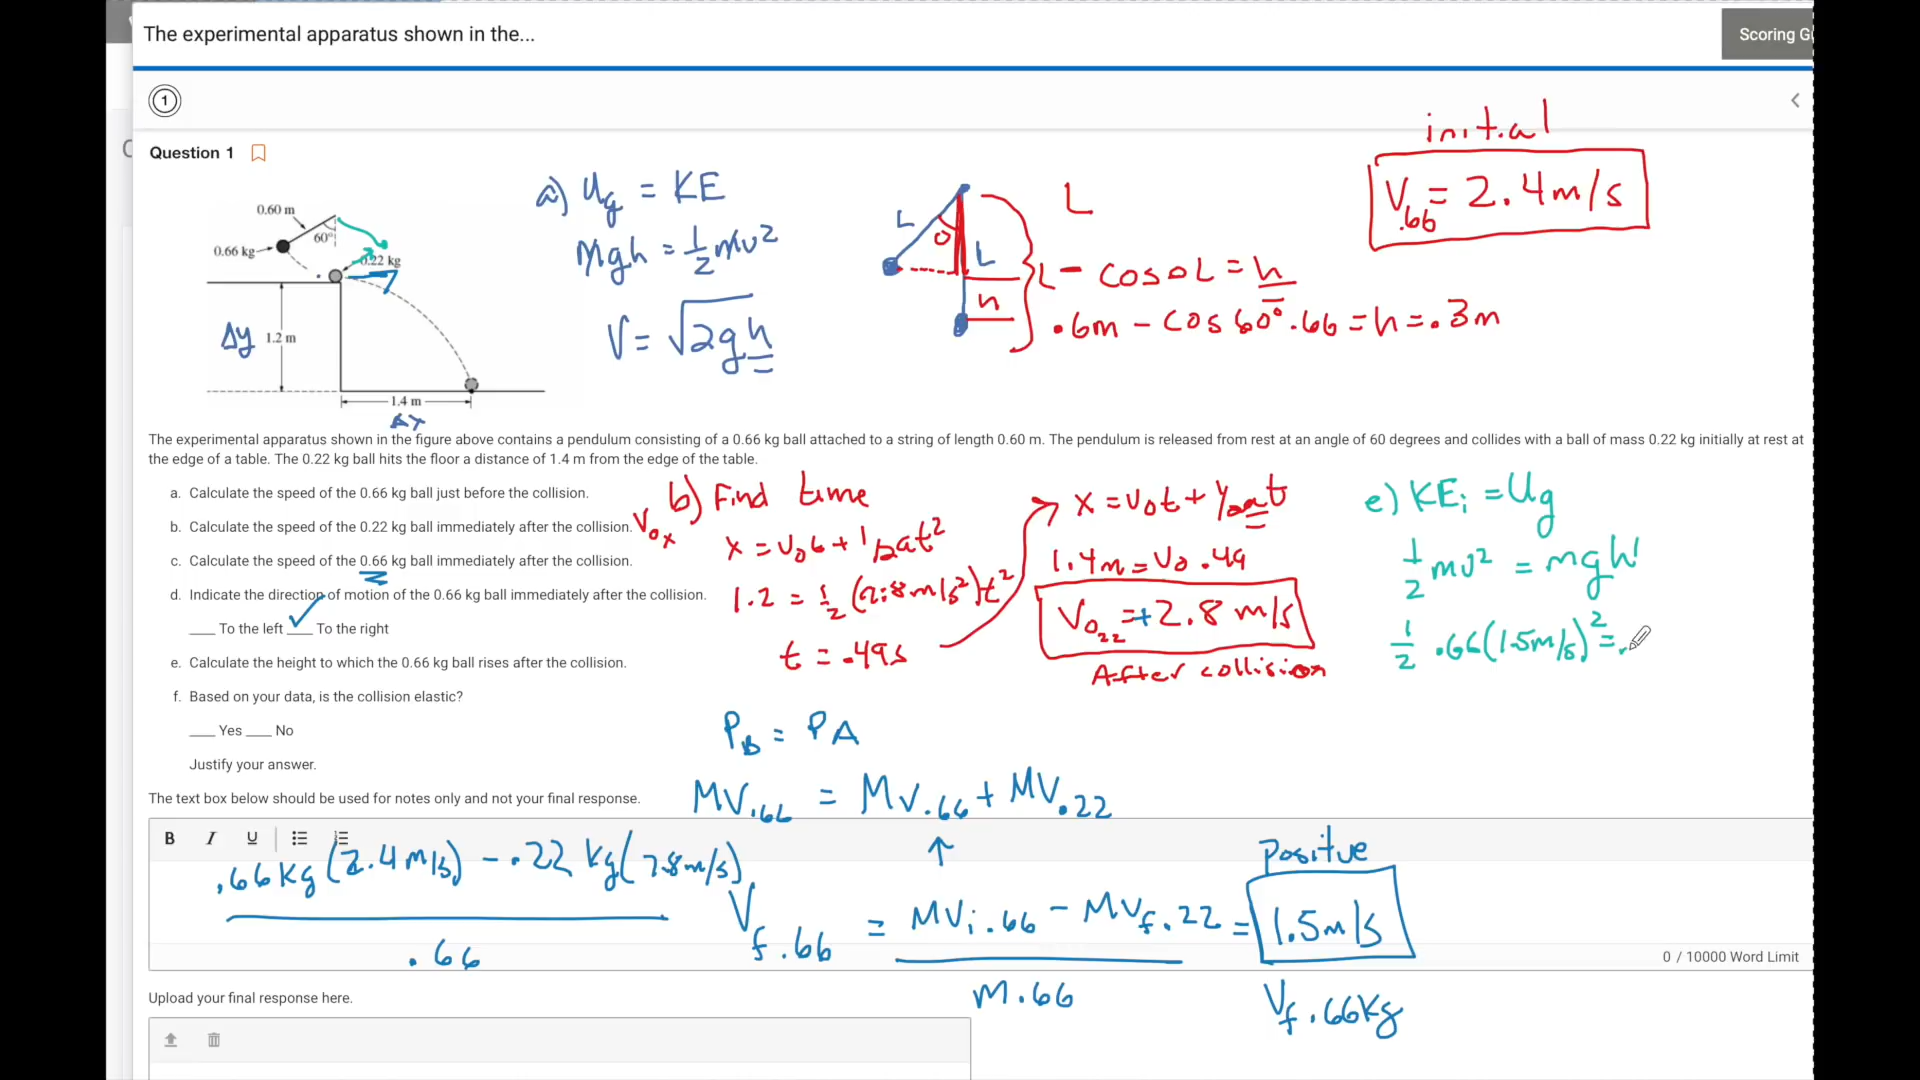 The experimental apparatus shown in the...
Scoring G
1
Question 1
initial
V.66 = 2.4 m/s
0.60 m
60°
0.66 kg
0.22 kg
Δy
1.2 m
1.4 m
Δx
a) Ug = KE
mgh = 1/2 mv²
V = √2gh
L
θ
L
h
L
L - cosθL = h
.6m - cos60°.66 = h = .3m
The experimental apparatus shown in the figure above contains a pendulum consisting of a 0.66 kg ball attached to a string of length 0.60 m. The pendulum is released from rest at an angle of 60 degrees and collides with a ball of mass 0.22 kg initially at rest at
the edge of a table. The 0.22 kg ball hits the floor a distance of 1.4 m from the edge of the table.
a. Calculate the speed of the 0.66 kg ball just before the collision.
b. Calculate the speed of the 0.22 kg ball immediately after the collision.
c. Calculate the speed of the 0.66 kg ball immediately after the collision.
d. Indicate the direction of motion of the 0.66 kg ball immediately after the collision.
___ To the left ___ To the right
e. Calculate the height to which the 0.66 kg ball rises after the collision.
f. Based on your data, is the collision elastic?
___ Yes ___ No
Justify your answer.
The text box below should be used for notes only and not your final response.
Vox
b) Find time
x = v0t + 1/2at²
1.2 = 1/2 (9.8m/s²)t²
t = .49s
x = v0t + 1/2at
1.4m = V0 .49
V0.22 = +2.8 m/s
After collision
e) KEi = Ug
1/2 mv² = mgh
1/2 .66(1.5m/s)² = .
PB = PA
MV.66 = MV.66 + MV.22
B I U
.66kg(2.4m/s) - .22kg(2.8m/s)
.66
Vf.66 = MVi.66 - MVf.22 = 1.5m/s
M.66
positve
Vf.66kg
0 / 10000 Word Limit
Upload your final response here.